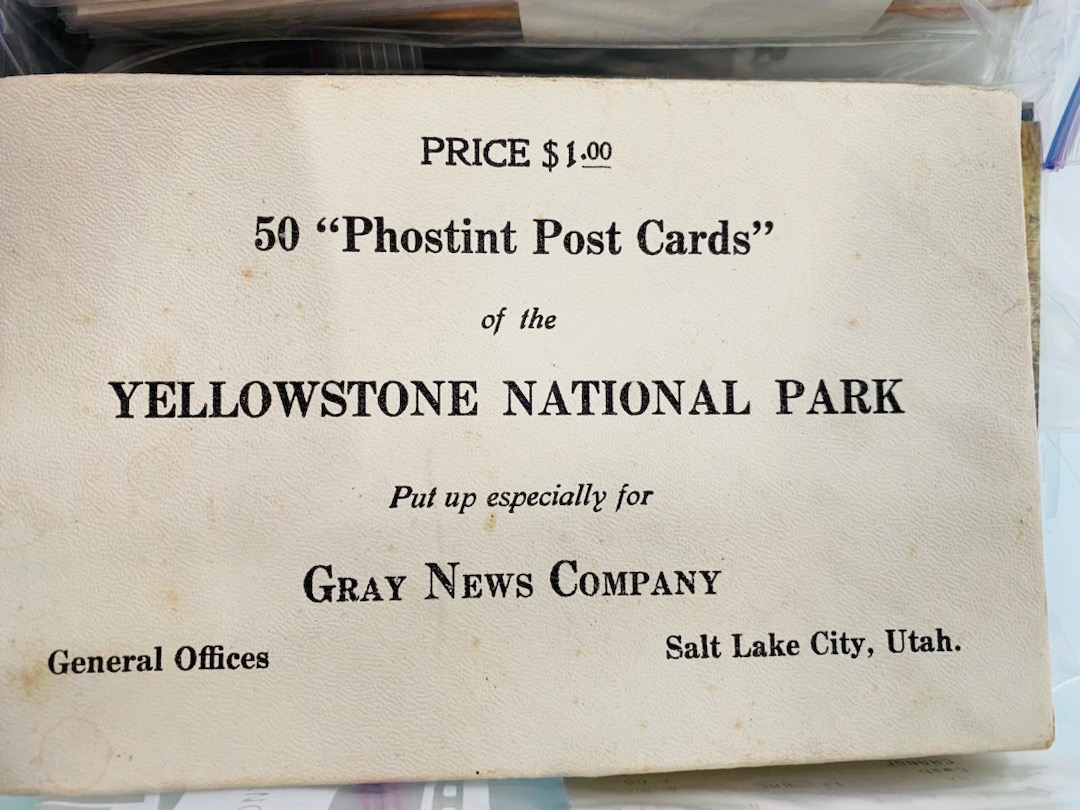 PRICE $1.00
50 “Phostint Post Cards”
of the
YELLOWSTONE NATIONAL PARK
Put up especially for
GRAY NEWS COMPANY
General Offices
Salt Lake City, Utah.